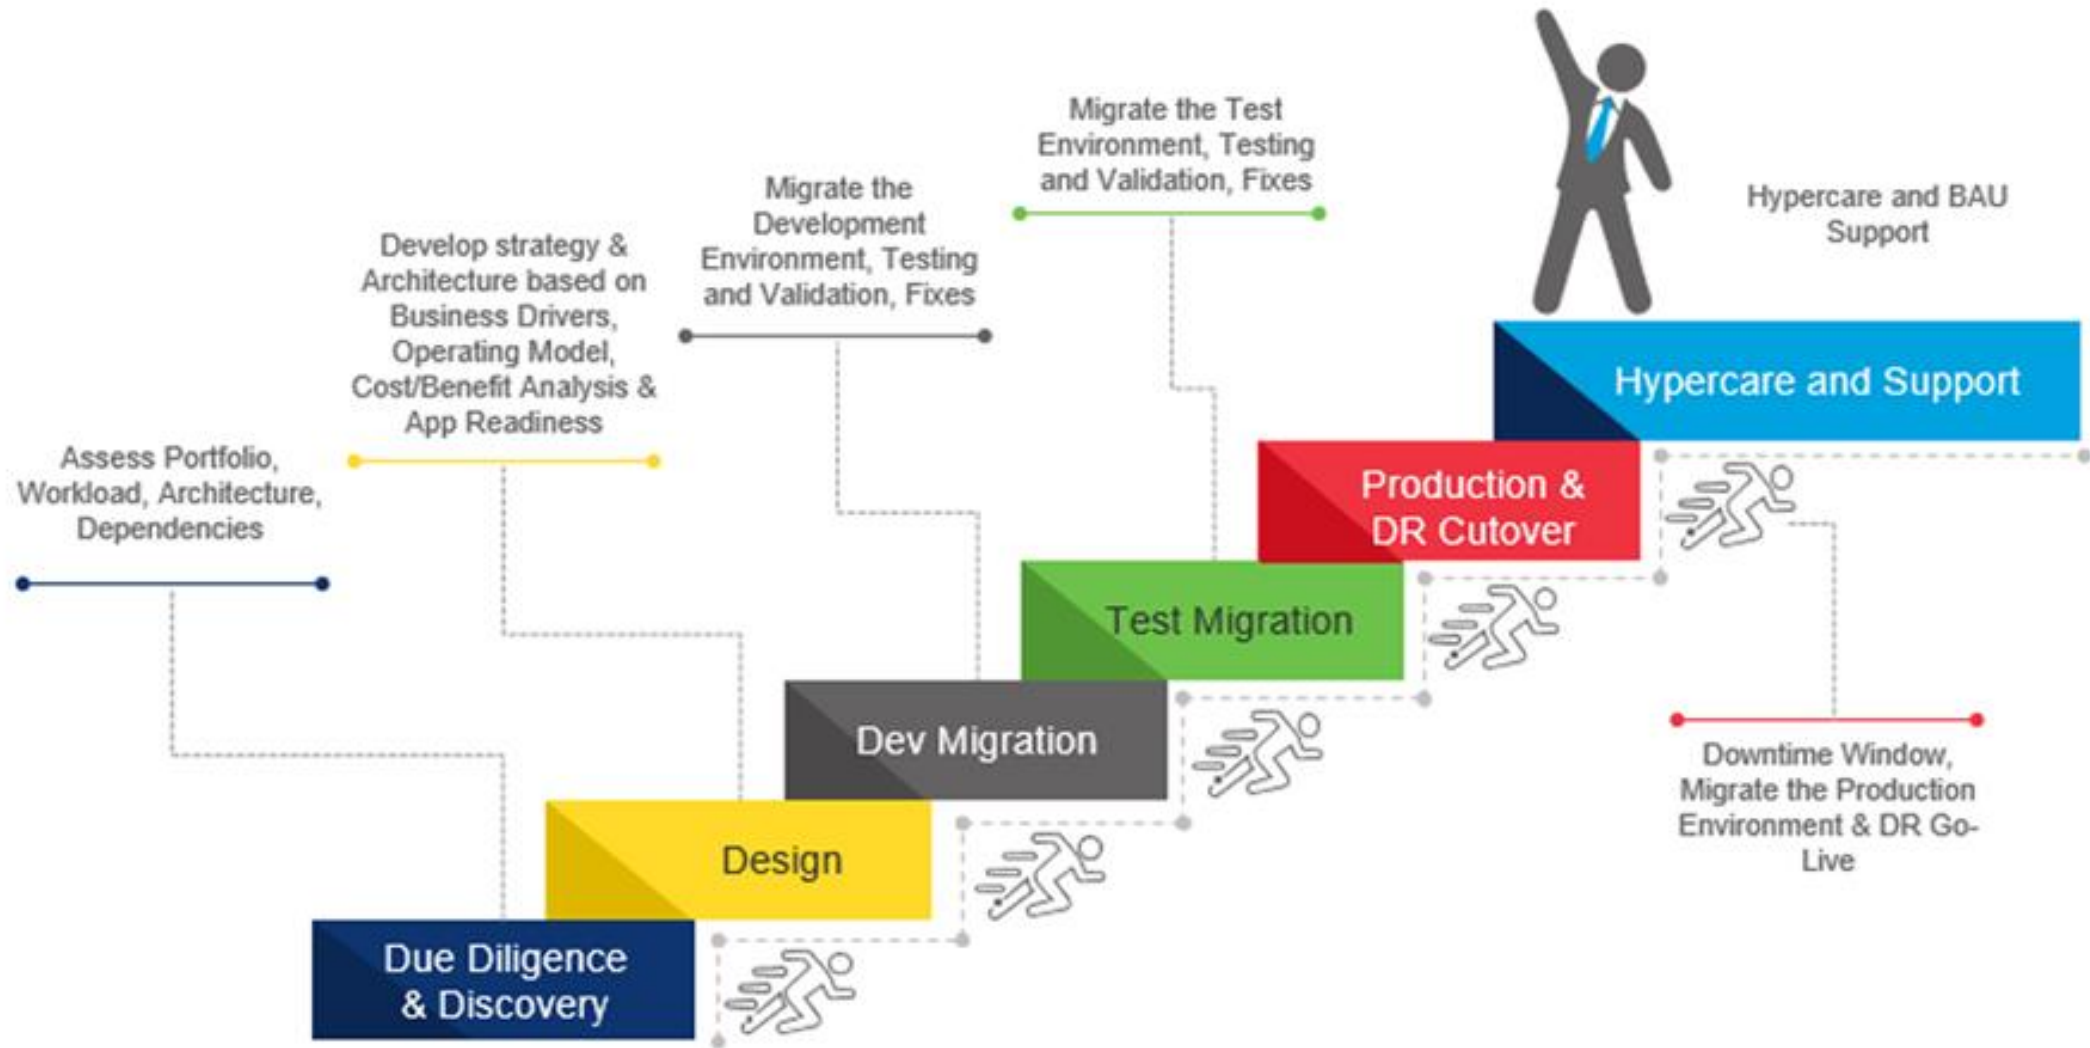 Migrate the Test
Environment, Testing
and Validation, Fixes
Hypercare and BAU
Support
Migrate the
Development
Environment, Testing
and Validation, Fixes
Develop strategy &
Architecture based on
Business Drivers,
Operating Model,
Cost/Benefit Analysis &
App Readiness
Assess Portfolio,
Workload, Architecture,
Dependencies
Hypercare and Support
Production &
DR Cutover
Test Migration
Dev Migration
Design
Due Diligence
& Discovery
Downtime Window,
Migrate the Production
Environment & DR Go-
Live